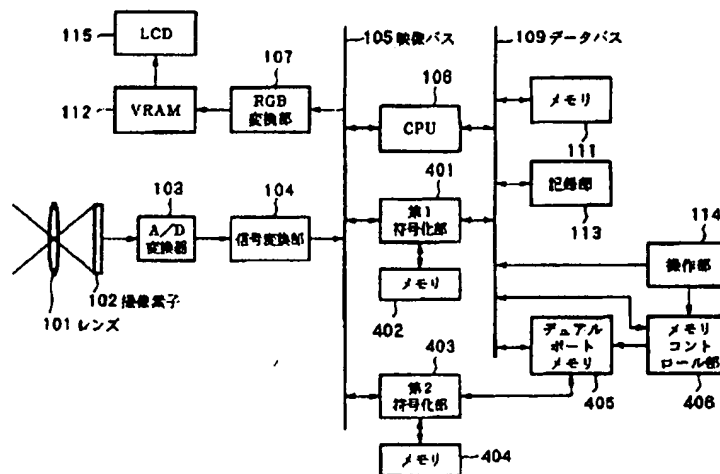 115
LCD
112
VRAM
107
RGB
変換部
105 映像バス
109 データバス
108
CPU
メモリ
111
記録部
113
103
A/D
変換器
104
信号変換部
401
第1
符号化部
メモリ
402
114
操作部
102 撮像素子
101 レンズ
403
第2
符号化部
メモリ
404
デュアル
ポート
メモリ
405
メモリ
コント
ロール部
406